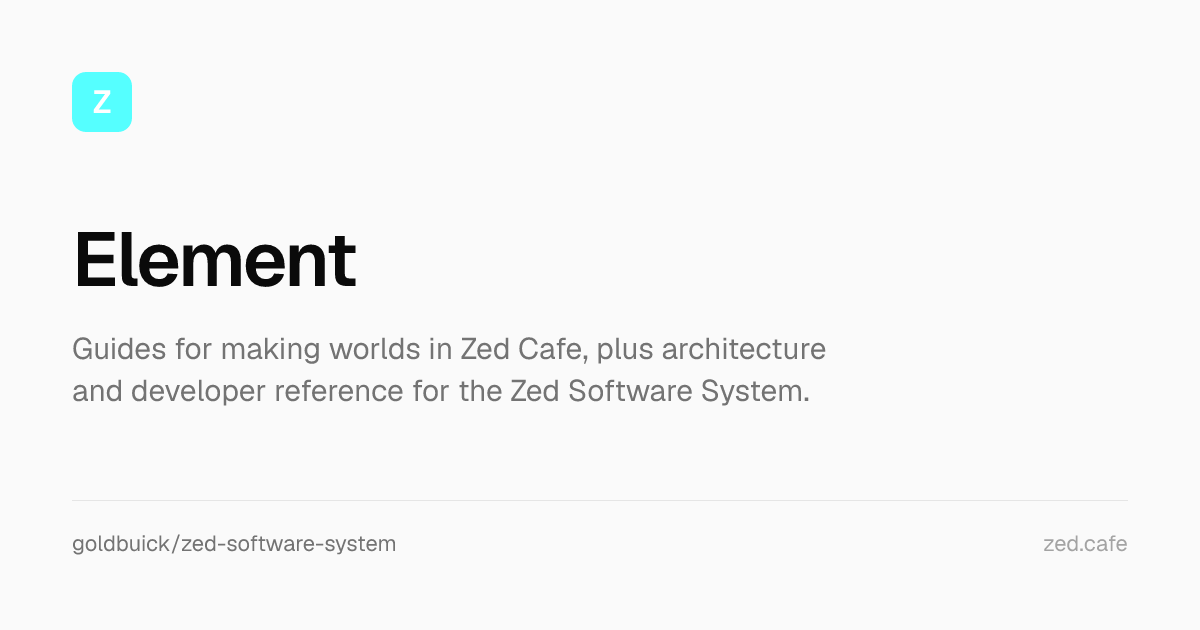 Z
Element
Guides for making worlds in Zed Cafe, plus architecture
and developer reference for the Zed Software System.
goldbuick/zed-software-system
zed.cafe